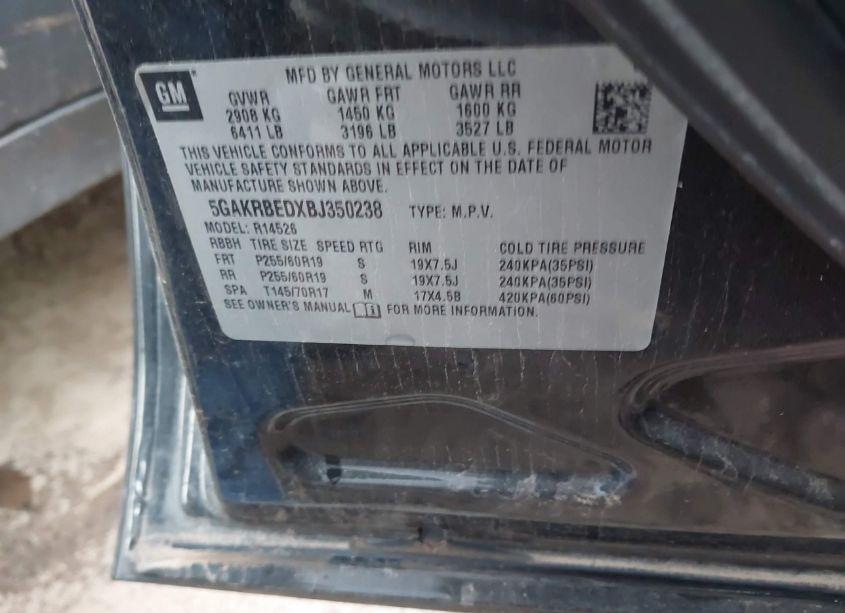 GM
MFD BY GENERAL MOTORS LLC
GVWR GAWR FRT GAWR RR
2908 KG 1450 KG 1600 KG
6411 LB 3196 LB 3527 LB
THIS VEHICLE CONFORMS TO ALL APPLICABLE U.S. FEDERAL MOTOR
VEHICLE SAFETY STANDARDS IN EFFECT ON THE DATE OF
MANUFACTURE SHOWN ABOVE.
5GAKRBEDXBJ350238 TYPE: M.P.V.
MODEL: R14526
RBBH TIRE SIZE SPEED RTG RIM COLD TIRE PRESSURE
FRT P255/60R19 S 19X7.5J 240KPA(35PSI)
RR P255/60R19 S 19X7.5J 240KPA(35PSI)
SPA T145/70R17 M 17X4.5B 420KPA(60PSI)
SEE OWNER'S MANUAL FOR MORE INFORMATION.